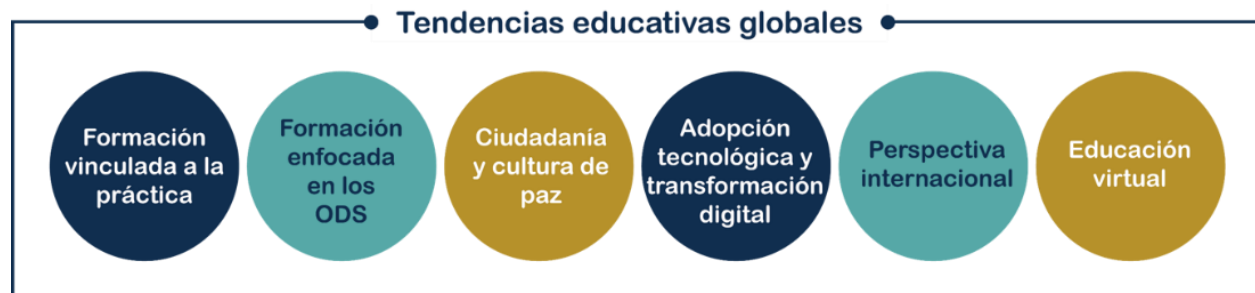 Tendencias educativas globales
Formación
vinculada a la
práctica
Formación
enfocada
en los
ODS
Ciudadanía
y cultura de
paz
Adopción
tecnológica y
transformación
digital
Perspectiva
internacional
Educación
virtual